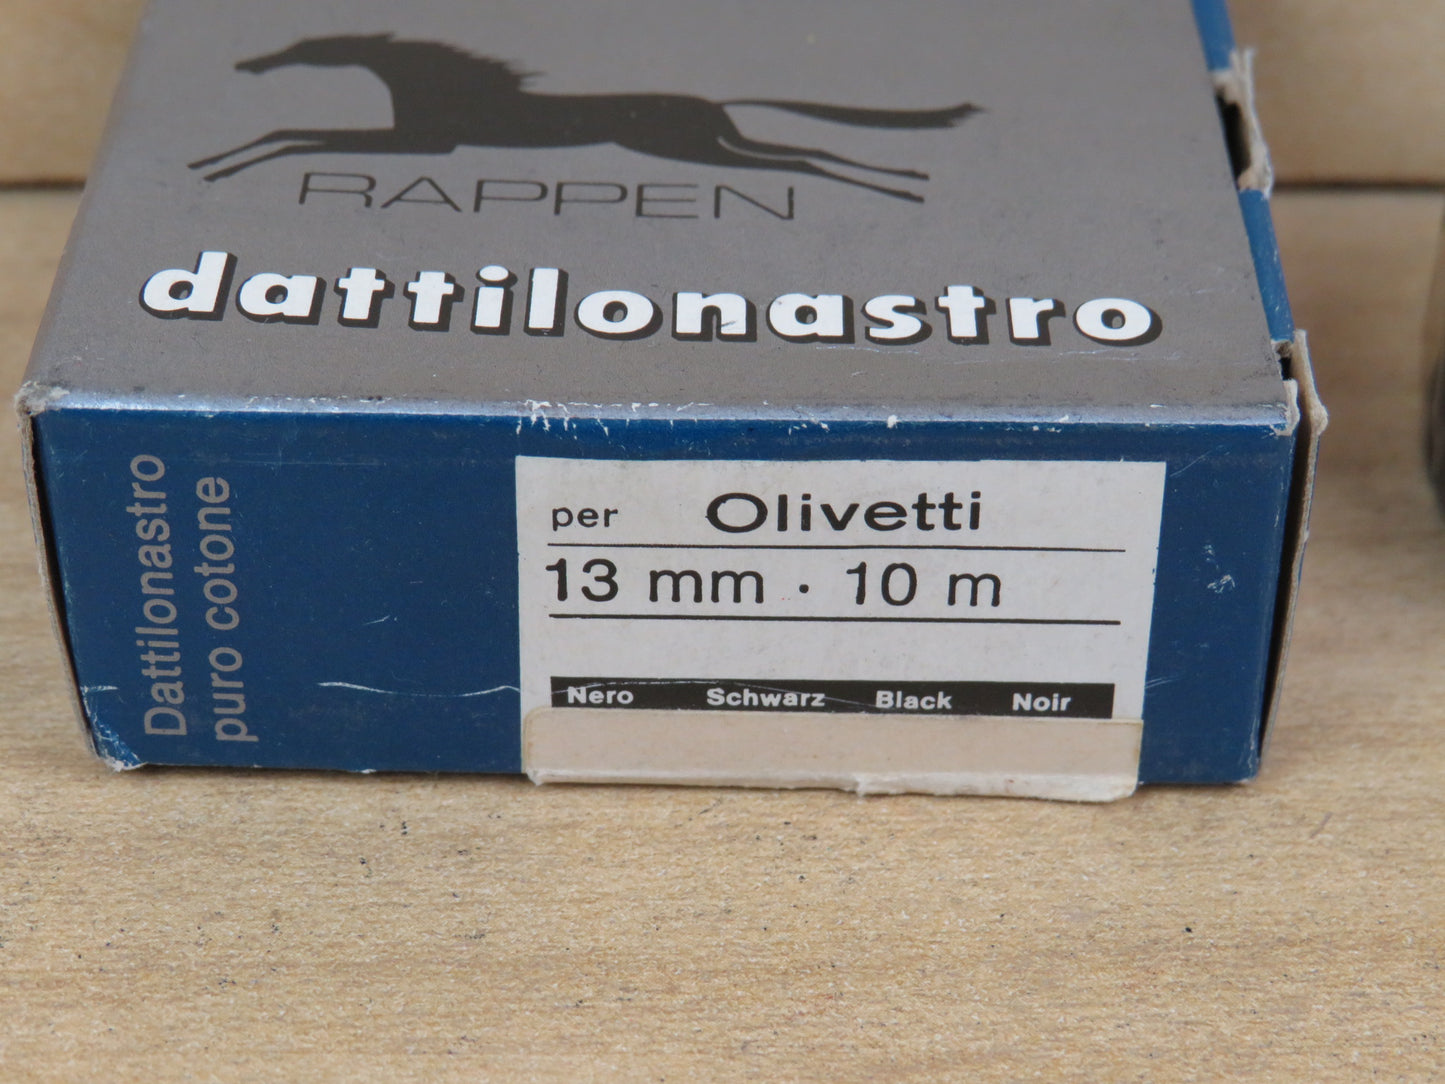 RAPPEN
dattilonastro
Dattilonastro
puro cotone
per Olivetti
13 mm · 10 m
Nero Schwarz Black Noir